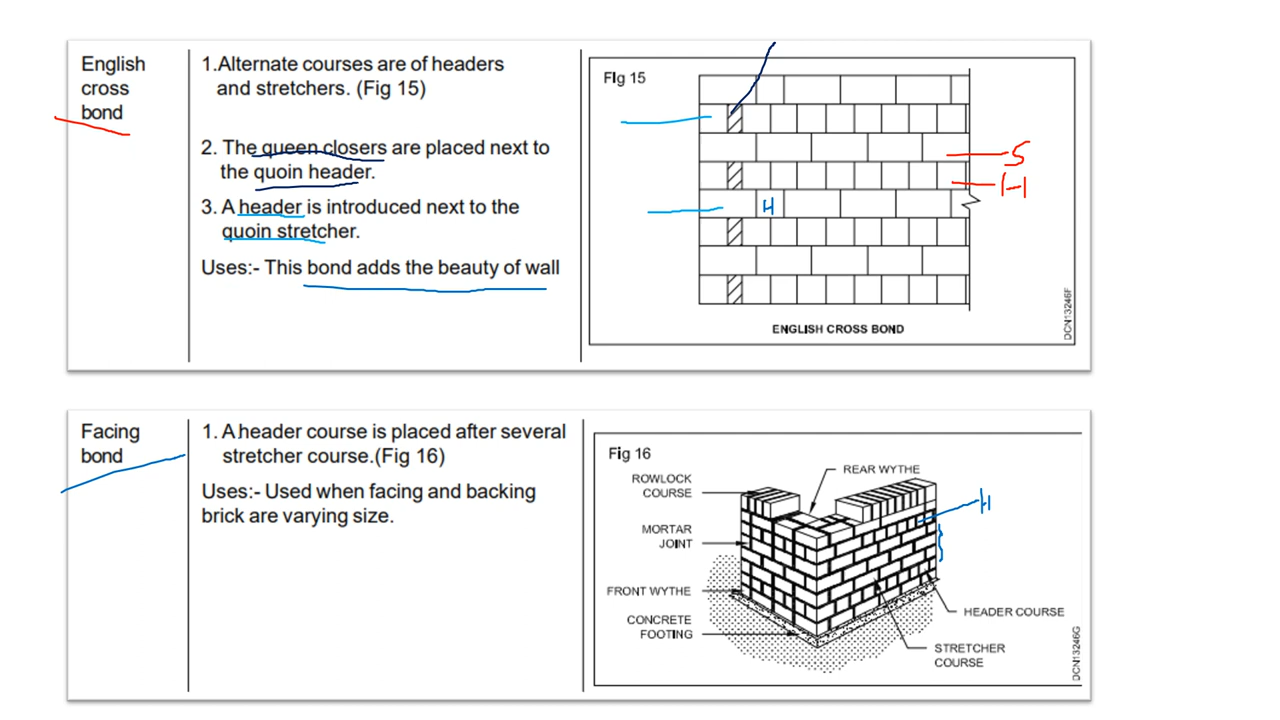 English
cross
bond
1.Alternate courses are of headers
and stretchers. (Fig 15)
2. The queen closers are placed next to
the quoin header.
3. A header is introduced next to the
quoin stretcher.
Uses:- This bond adds the beauty of wall
Fig 15
S
H
H
ENGLISH CROSS BOND
DCN13246F
Facing
bond
1. A header course is placed after several
stretcher course.(Fig 16)
Uses:- Used when facing and backing
brick are varying size.
Fig 16
ROWLOCK
COURSE
REAR WYTHE
H
MORTAR
JOINT
FRONT WYTHE
CONCRETE
FOOTING
HEADER COURSE
STRETCHER
COURSE
DCN13246G